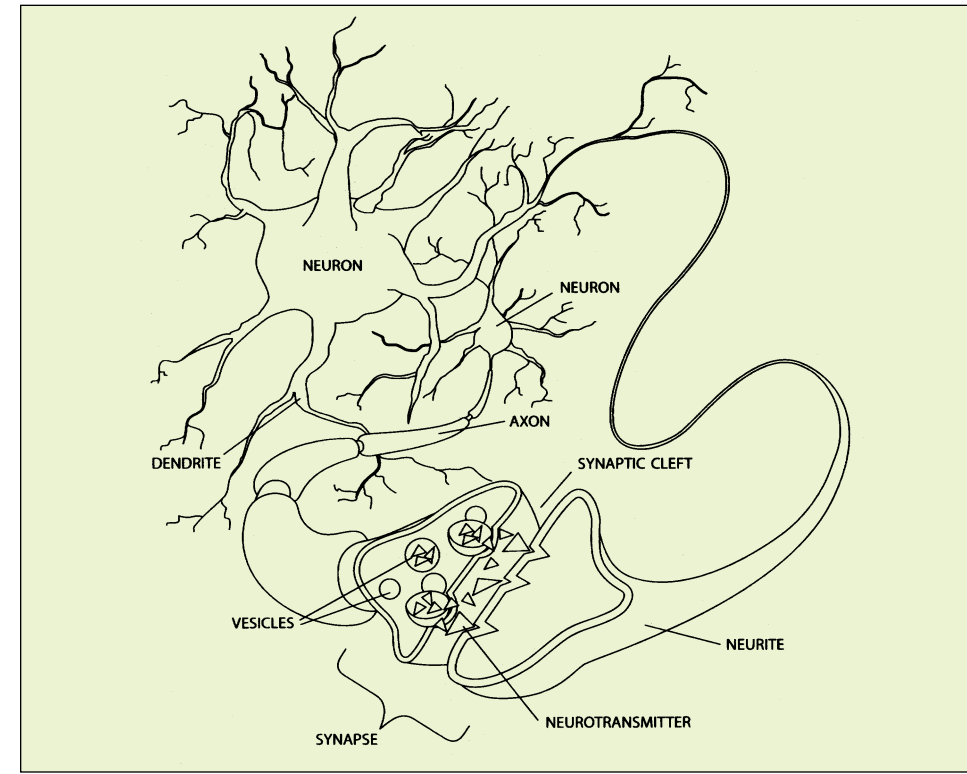 NEURON
NEURON
AXON
DENDRITE
SYNAPTIC CLEFT
VESICLES
NEURITE
NEUROTRANSMITTER
SYNAPSE